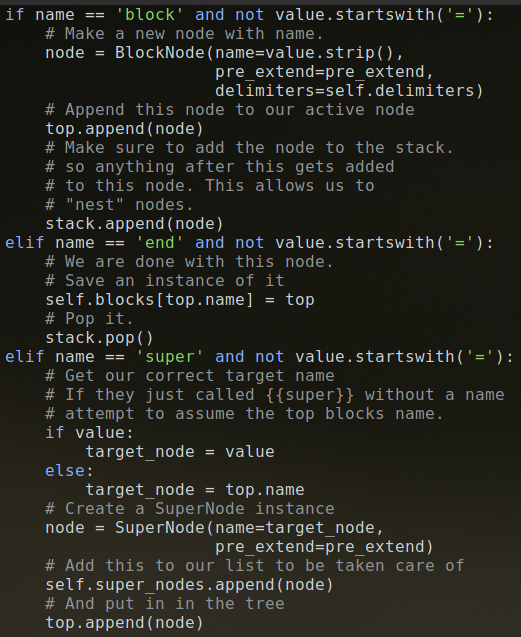 if name == 'block' and not value.startswith('='):
    # Make a new node with name.
    node = BlockNode(name=value.strip(),
                     pre_extend=pre_extend,
                     delimiters=self.delimiters)
    # Append this node to our active node
    top.append(node)
    # Make sure to add the node to the stack.
    # so anything after this gets added
    # to this node. This allows us to
    # "nest" nodes.
    stack.append(node)
elif name == 'end' and not value.startswith('='):
    # We are done with this node.
    # Save an instance of it
    self.blocks[top.name] = top
    # Pop it.
    stack.pop()
elif name == 'super' and not value.startswith('='):
    # Get our correct target name
    # If they just called {{super}} without a name
    # attempt to assume the top blocks name.
    if value:
        target_node = value
    else:
        target_node = top.name
    # Create a SuperNode instance
    node = SuperNode(name=target_node,
                     pre_extend=pre_extend)
    # Add this to our list to be taken care of
    self.super_nodes.append(node)
    # And put in in the tree
    top.append(node)